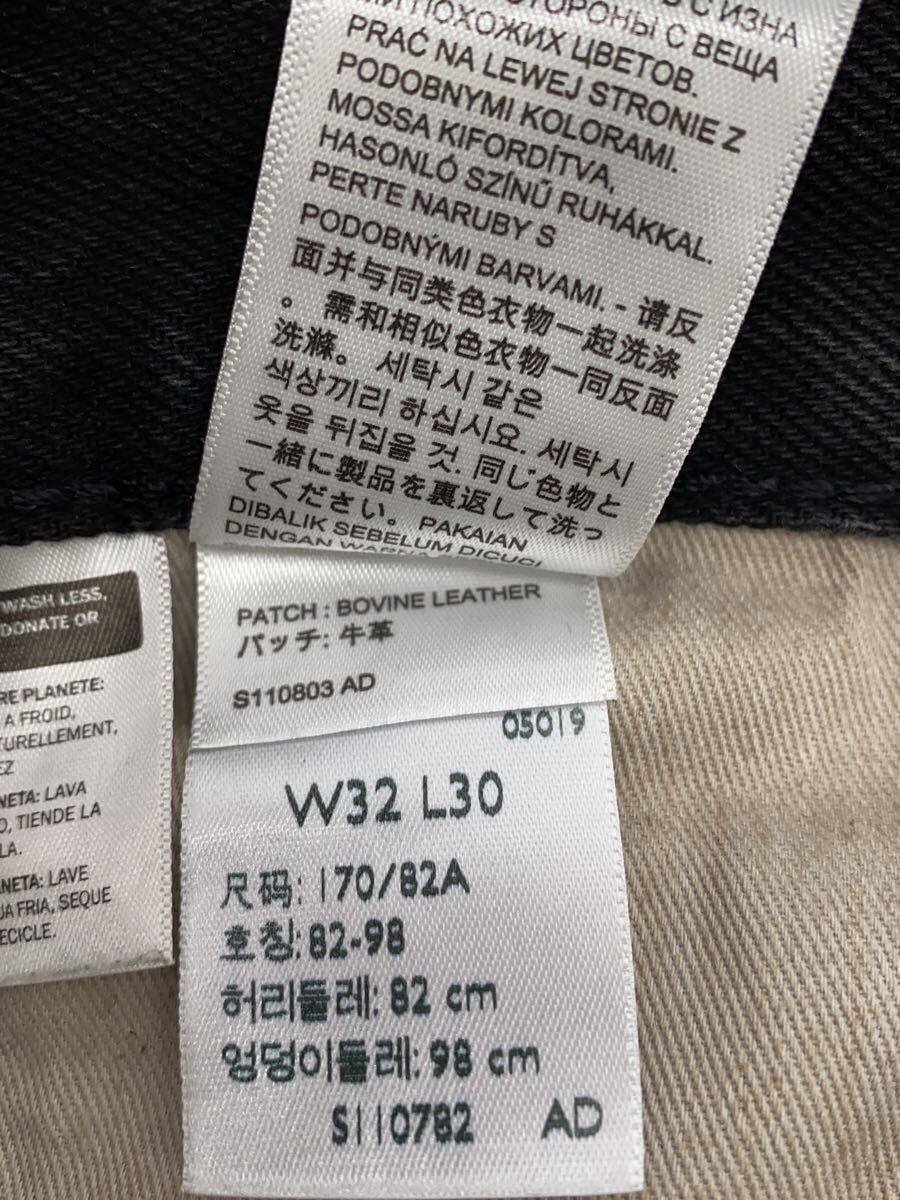 С ИЗНА
СТОРОНЫ С ВЕЩА
МИ ПОХОЖИХ ЦВЕТОВ.
PRAĆ NA LEWEJ STRONIE Z
PODOBNYMI KOLORAMI.
MOSSA KIFORDÍTVA,
HASONLÓ SZÍNŰ RUHÁKKAL.
PERTE NARUBY S
PODOBNÝMI BARVAMI. - 请反
面并与同类色衣物一起洗涤
。 需和相似色衣物一同反面
洗滌。 세탁시 같은
색상끼리 하십시요. 세탁시
옷을 뒤집을 것. 同じ色物と
一緒に製品を裏返して洗っ
てください。 PAKAIAN
DIBALIK SEBELUM DICUCI
DENGAN WARNA
WASH LESS,
DONATE OR
RE PLANETE:
A FROID,
TURELLEMENT,
EZ
NETA: LAVA
O, TIENDE LA
LA.
NETA: LAVE
UA FRIA, SEQUE
ECICLE.
PATCH : BOVINE LEATHER
パッチ: 牛革
S110803 AD
05019
W32 L30
尺码: 170/82A
호칭: 82-98
허리둘레: 82 cm
엉덩이둘레: 98 cm
S110782 AD